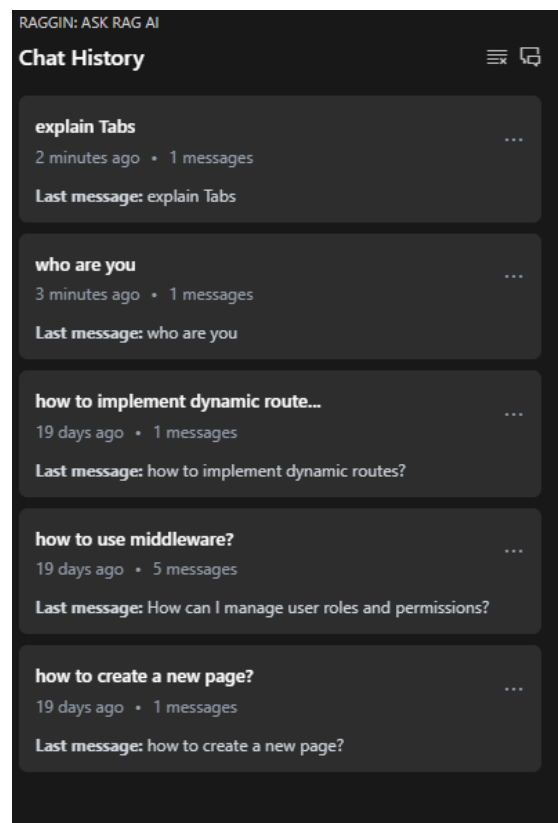 RAGGIN: ASK RAG AI
Chat History
explain Tabs
2 minutes ago • 1 messages
Last message: explain Tabs
who are you
3 minutes ago • 1 messages
Last message: who are you
how to implement dynamic route...
19 days ago • 1 messages
Last message: how to implement dynamic routes?
how to use middleware?
19 days ago • 5 messages
Last message: How can I manage user roles and permissions?
how to create a new page?
19 days ago • 1 messages
Last message: how to create a new page?